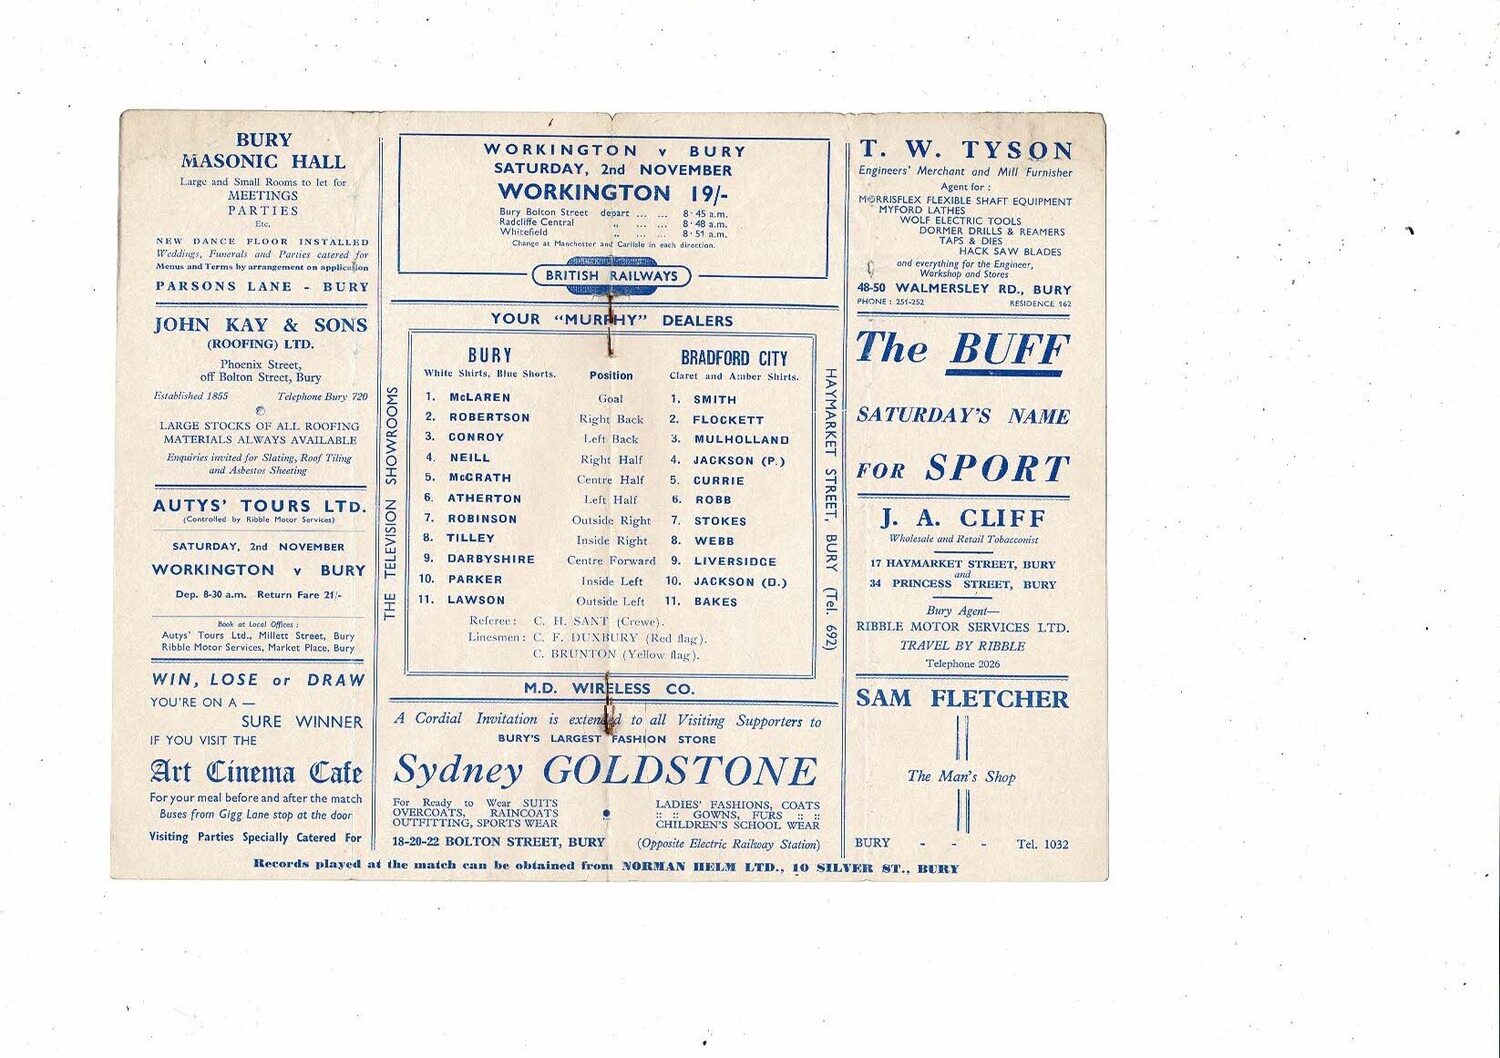 BURY
MASONIC HALL
Large and Small Rooms to let for
MEETINGS
PARTIES
Etc.
NEW DANCE FLOOR INSTALLED
Weddings, Funerals and Parties catered for
Menus and Terms by arrangement on application
PARSONS LANE - BURY
JOHN KAY & SONS
(ROOFING) LTD.
Phoenix Street,
off Bolton Street, Bury
Established 1855 Telephone Bury 720
LARGE STOCKS OF ALL ROOFING
MATERIALS ALWAYS AVAILABLE
Enquiries invited for Slating, Roof Tiling
and Asbestos Sheeting
AUTYS' TOURS LTD.
(Controlled by Ribble Motor Services)
SATURDAY, 2nd NOVEMBER
WORKINGTON v BURY
Dep. 8-30 a.m. Return Fare 21/-
Book at Local Offices :
Autys' Tours Ltd., Millett Street, Bury
Ribble Motor Services, Market Place, Bury
WIN, LOSE or DRAW
YOU'RE ON A —
SURE WINNER
IF YOU VISIT THE
Art Cinema Cafe
For your meal before and after the match
Buses from Gigg Lane stop at the door
Visiting Parties Specially Catered For
WORKINGTON v BURY
SATURDAY, 2nd NOVEMBER
WORKINGTON 19/-
Bury Bolton Street depart ... ... 8·45 a.m.
Radcliffe Central " ... ... 8·48 a.m.
Whitefield " ... ... 8·51 a.m.
Change at Manchester and Carlisle in each direction.
BRITISH RAILWAYS
YOUR "MURPHY" DEALERS
THE TELEVISION SHOWROOMS
BURY Position BRADFORD CITY
White Shirts, Blue Shorts. Claret and Amber Shirts.
1. McLAREN Goal 1. SMITH
2. ROBERTSON Right Back 2. FLOCKETT
3. CONROY Left Back 3. MULHOLLAND
4. NEILL Right Half 4. JACKSON (P.)
5. McGRATH Centre Half 5. CURRIE
6. ATHERTON Left Half 6. ROBB
7. ROBINSON Outside Right 7. STOKES
8. TILLEY Inside Right 8. WEBB
9. DARBYSHIRE Centre Forward 9. LIVERSIDGE
10. PARKER Inside Left 10. JACKSON (D.)
11. LAWSON Outside Left 11. BAKES
Referee: C. H. SANT (Crewe).
Linesmen: C. F. DUXBURY (Red flag).
C. BRUNTON (Yellow flag).
HAYMARKET STREET, BURY (Tel. 692)
M.D. WIRELESS CO.
A Cordial Invitation is extended to all Visiting Supporters to
BURY'S LARGEST FASHION STORE
Sydney GOLDSTONE
For Ready to Wear SUITS
OVERCOATS, RAINCOATS
OUTFITTING, SPORTS WEAR
LADIES' FASHIONS, COATS
:: :: GOWNS, FURS :: ::
CHILDREN'S SCHOOL WEAR
18-20-22 BOLTON STREET, BURY (Opposite Electric Railway Station)
T. W. TYSON
Engineers' Merchant and Mill Furnisher
Agent for :
MORRISFLEX FLEXIBLE SHAFT EQUIPMENT
MYFORD LATHES
WOLF ELECTRIC TOOLS
DORMER DRILLS & REAMERS
TAPS & DIES
HACK SAW BLADES
and everything for the Engineer,
Workshop and Stores
48-50 WALMERSLEY RD., BURY
PHONE : 251-252 RESIDENCE 162
The BUFF
SATURDAY'S NAME
FOR SPORT
J. A. CLIFF
Wholesale and Retail Tobacconist
17 HAYMARKET STREET, BURY
and
34 PRINCESS STREET, BURY
Bury Agent—
RIBBLE MOTOR SERVICES LTD.
TRAVEL BY RIBBLE
Telephone 2026
SAM FLETCHER
The Man's Shop
BURY - - - Tel. 1032
Records played at the match can be obtained from NORMAN HELM LTD., 10 SILVER ST., BURY